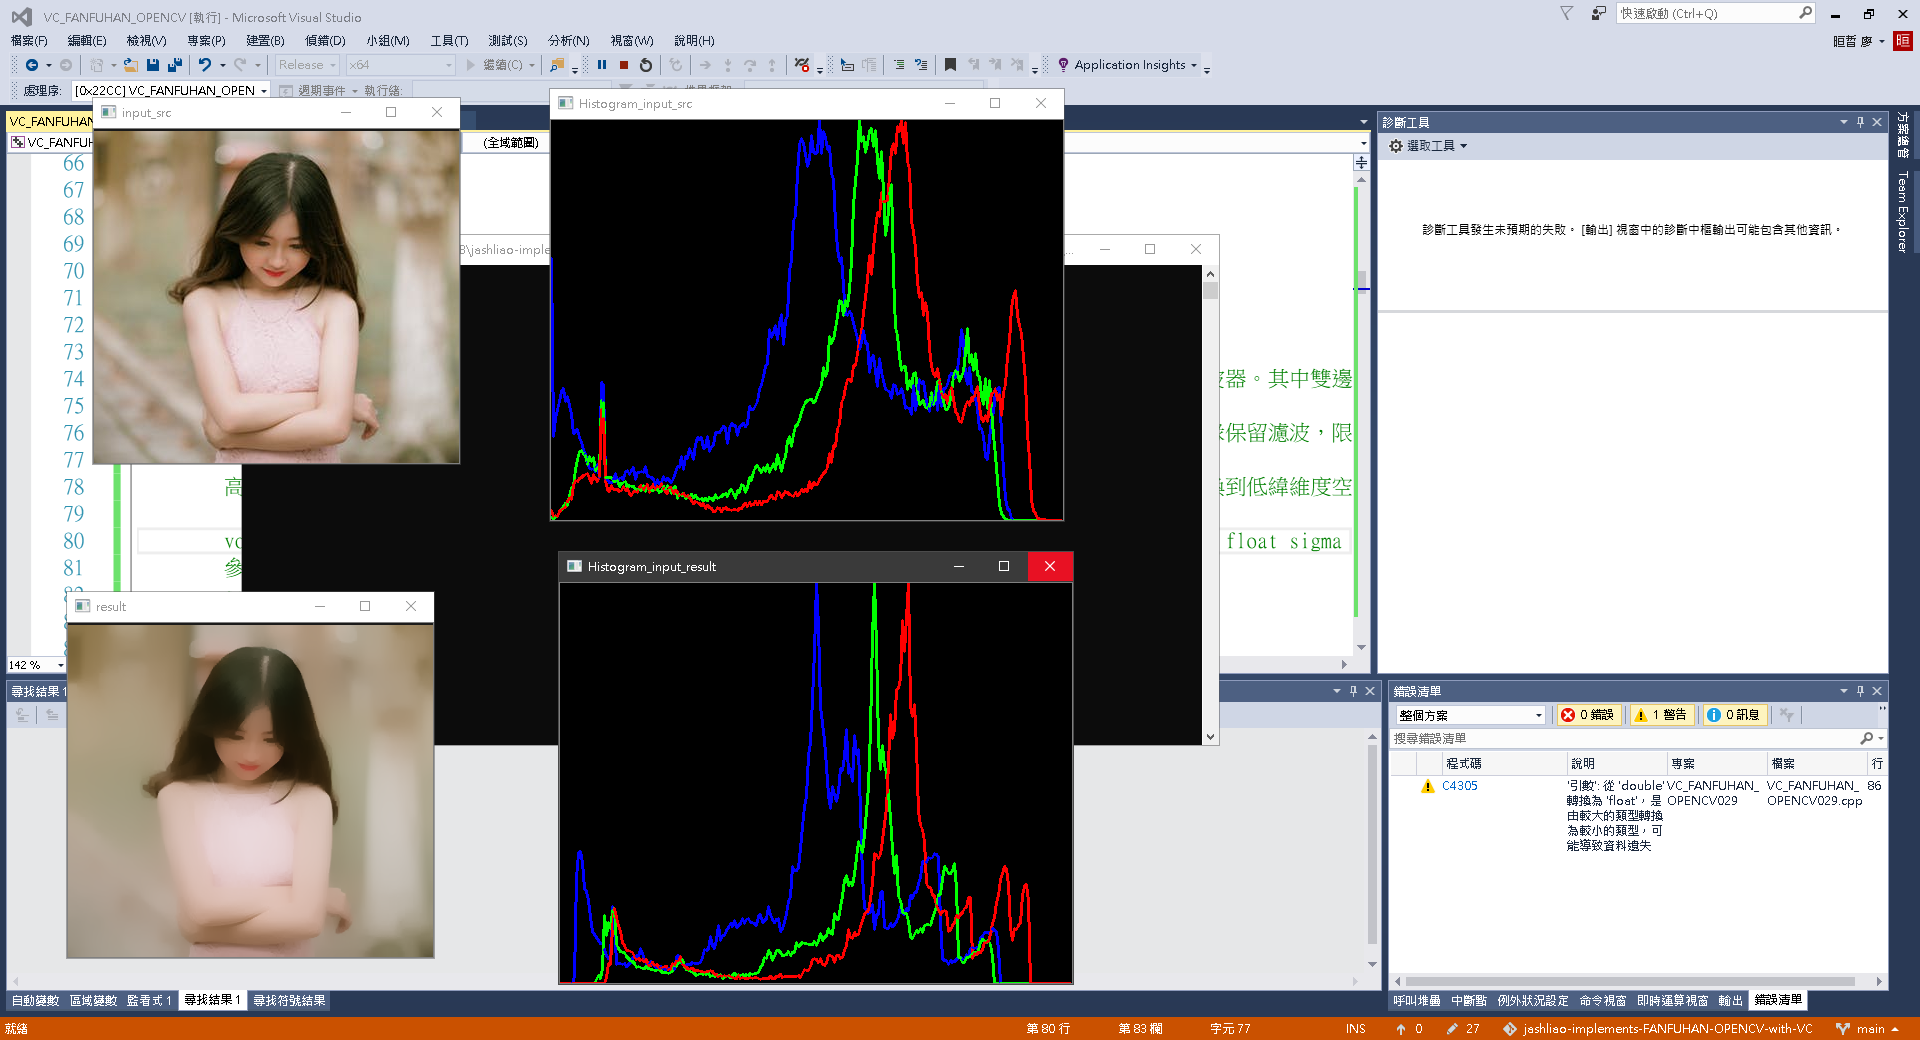 VC_FANFUHAN_OPENCV [執行] - Microsoft Visual Studio
快速啟動 (Ctrl+Q)
檔案(F) 編輯(E) 檢視(V) 專案(P) 建置(B) 偵錯(D) 小組(M) 工具(T) 測試(S) 分析(N) 視窗(W) 說明(H)
晅哲 廖
晅
Release x64 繼續(C) Application Insights
處理序: [0x22CC] VC_FANFUHAN_OPEN 週期事件 執行緒:
VC_FANFUHAN
VC_FANFUH
(全域範圍)
input_src
Histogram_input_src
B\jashliao-imple
...
66
67
68
69
70
71
72
73
74
75
76
77
78
79
80
81
器。其中雙邊
保留濾波，限
高
到低緯維度空
vo
float sigma
參
142 %
result
Histogram_input_result
診斷工具
選取工具
診斷工具發生未預期的失敗。 [輸出] 視窗中的診斷中樞輸出可能包含其他資訊。
方案總管
Team Explorer
尋找結果 1
錯誤清單
整個方案 0 錯誤 1 警告 0 訊息
搜尋錯誤清單
程式碼 說明 專案 檔案 行
C4305 '引數': 從 'double' 轉換為 'float'，是由較大的類型轉換為較小的類型，可能導致資料遺失 VC_FANFUHAN_OPENCV029 VC_FANFUHAN_OPENCV029.cpp 86
自動變數 區域變數 監看式 1 尋找結果 1 尋找符號結果
呼叫堆疊 中斷點 例外狀況設定 命令視窗 即時運算視窗 輸出 錯誤清單
就緒 第 80 行 第 83 欄 字元 77 INS 0 27 jashliao-implements-FANFUHAN-OPENCV-with-VC main